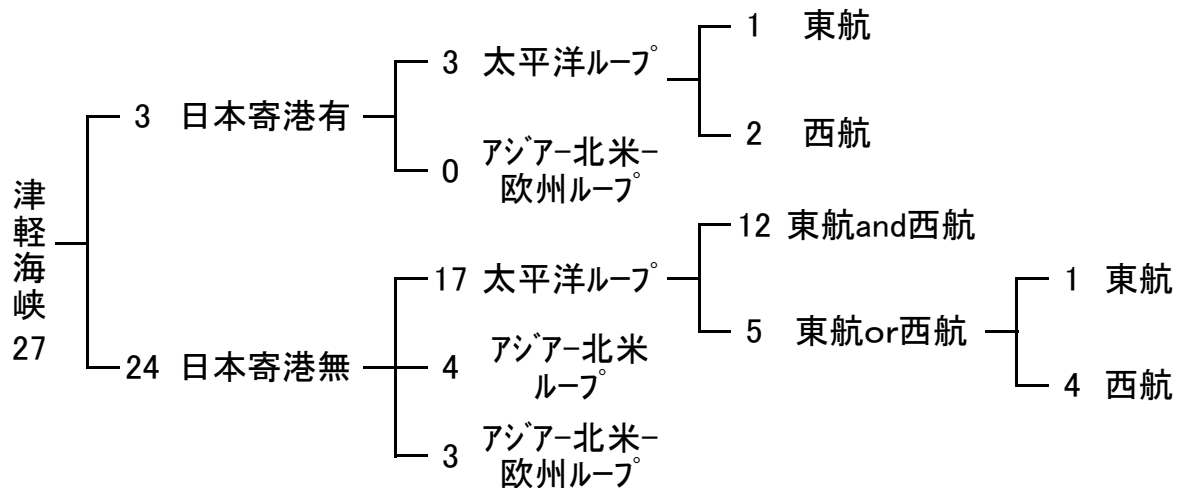 津軽海峡
27
3 日本寄港有
3 太平洋ループ
1 東航
2 西航
0 アジアｰ北米ｰ
欧州ループ
24 日本寄港無
17 太平洋ループ
12 東航and西航
5 東航or西航
1 東航
4 西航
4 アジアｰ北米
ループ
3 アジアｰ北米ｰ
欧州ループ